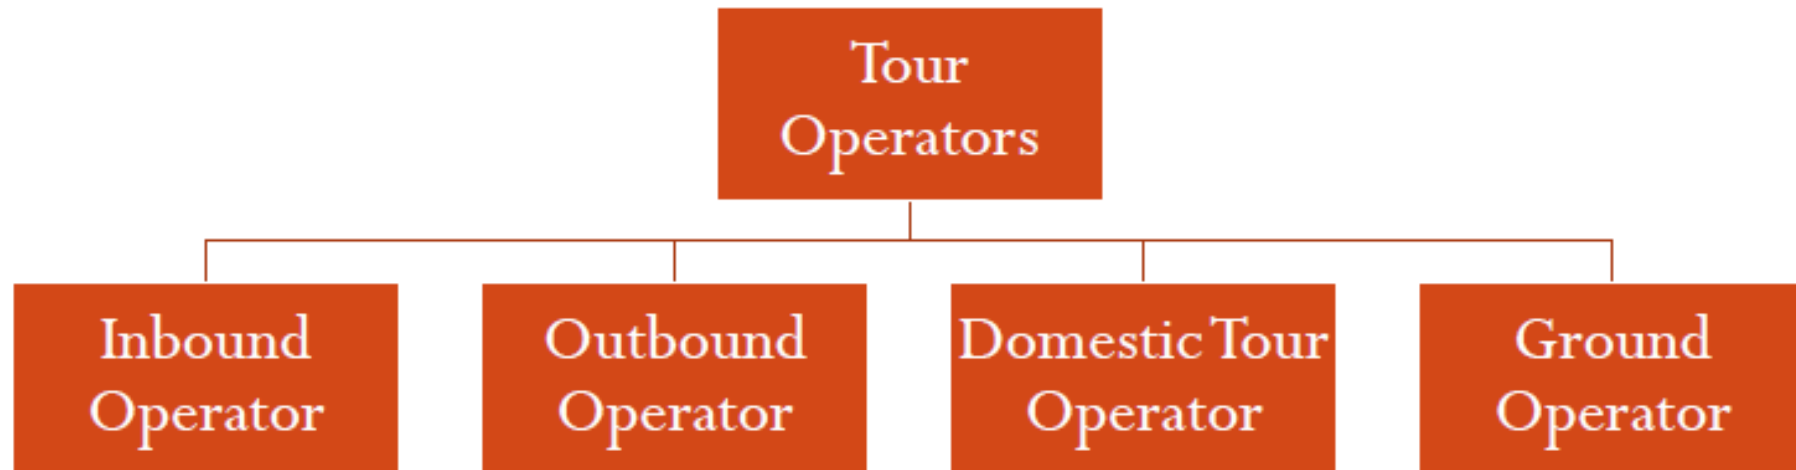 Tour
Operators
Inbound
Operator
Outbound
Operator
Domestic Tour
Operator
Ground
Operator